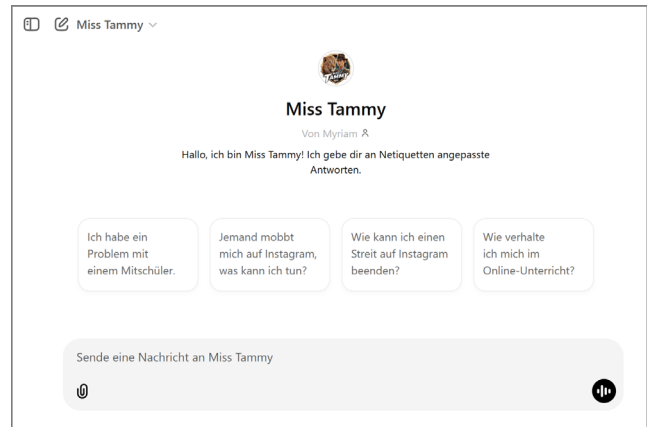 Miss Tammy
TAMMY
Miss Tammy
Von Myriam
Hallo, ich bin Miss Tammy! Ich gebe dir an Netiquetten angepasste
Antworten.
Ich habe ein
Problem mit
einem Mitschüler.
Jemand mobbt
mich auf Instagram,
was kann ich tun?
Wie kann ich einen
Streit auf Instagram
beenden?
Wie verhalte
ich mich im
Online-Unterricht?
Sende eine Nachricht an Miss Tammy